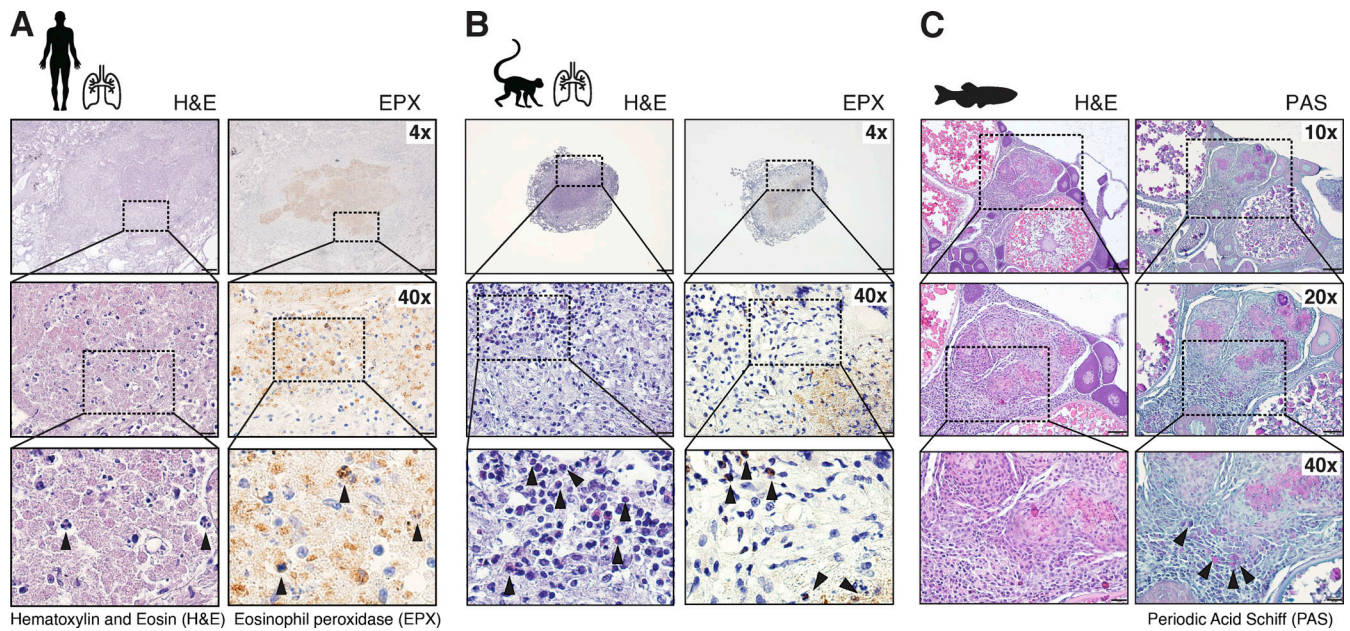 A
H&E
EPX
4x
40x
Hematoxylin and Eosin (H&E)
Eosinophil peroxidase (EPX)
B
H&E
EPX
4x
40x
C
H&E
PAS
10x
20x
40x
Periodic Acid Schiff (PAS)